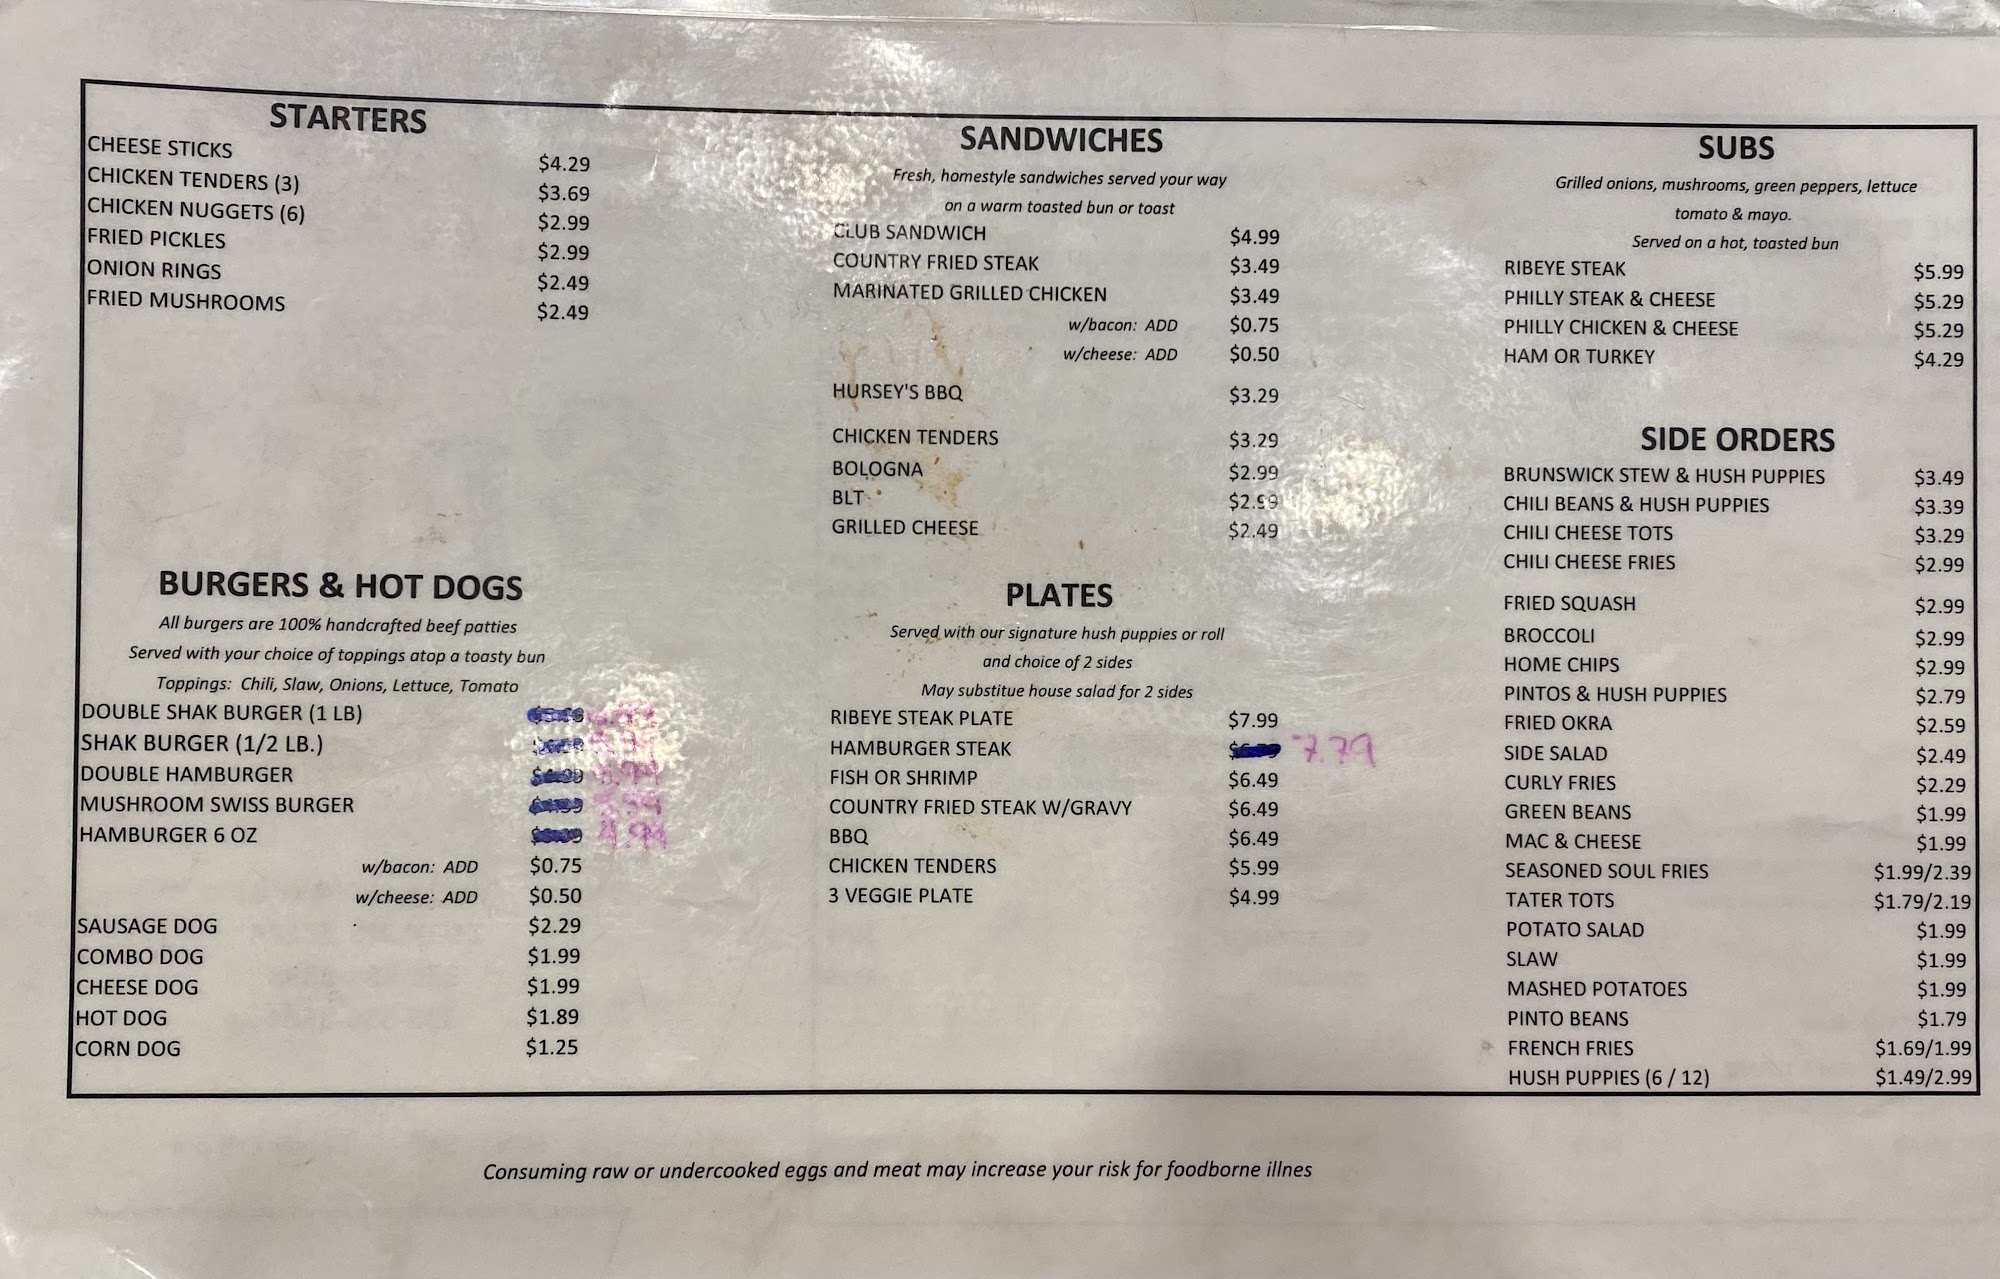 STARTERS
CHEESE STICKS $4.29
CHICKEN TENDERS (3) $3.69
CHICKEN NUGGETS (6) $2.99
FRIED PICKLES $2.99
ONION RINGS $2.49
FRIED MUSHROOMS $2.49
BURGERS & HOT DOGS
All burgers are 100% handcrafted beef patties
Served with your choice of toppings atop a toasty bun
Toppings: Chili, Slaw, Onions, Lettuce, Tomato
DOUBLE SHAK BURGER (1 LB)
SHAK BURGER (1/2 LB.)
DOUBLE HAMBURGER
MUSHROOM SWISS BURGER
HAMBURGER 6 OZ 4.99
w/bacon: ADD $0.75
w/cheese: ADD $0.50
SAUSAGE DOG $2.29
COMBO DOG $1.99
CHEESE DOG $1.99
HOT DOG $1.89
CORN DOG $1.25
SANDWICHES
Fresh, homestyle sandwiches served your way
on a warm toasted bun or toast
CLUB SANDWICH $4.99
COUNTRY FRIED STEAK $3.49
MARINATED GRILLED CHICKEN $3.49
w/bacon: ADD $0.75
w/cheese: ADD $0.50
HURSEY'S BBQ $3.29
CHICKEN TENDERS $3.29
BOLOGNA $2.99
BLT $2.99
GRILLED CHEESE $2.49
PLATES
Served with our signature hush puppies or roll
and choice of 2 sides
May substitue house salad for 2 sides
RIBEYE STEAK PLATE $7.99
HAMBURGER STEAK
FISH OR SHRIMP $6.49
COUNTRY FRIED STEAK W/GRAVY $6.49
BBQ $6.49
CHICKEN TENDERS $5.99
3 VEGGIE PLATE $4.99
SUBS
Grilled onions, mushrooms, green peppers, lettuce
tomato & mayo.
Served on a hot, toasted bun
RIBEYE STEAK $5.99
PHILLY STEAK & CHEESE $5.29
PHILLY CHICKEN & CHEESE $5.29
HAM OR TURKEY $4.29
SIDE ORDERS
BRUNSWICK STEW & HUSH PUPPIES $3.49
CHILI BEANS & HUSH PUPPIES $3.39
CHILI CHEESE TOTS $3.29
CHILI CHEESE FRIES $2.99
FRIED SQUASH $2.99
BROCCOLI $2.99
HOME CHIPS $2.99
PINTOS & HUSH PUPPIES $2.79
FRIED OKRA $2.59
SIDE SALAD $2.49
CURLY FRIES $2.29
GREEN BEANS $1.99
MAC & CHEESE $1.99
SEASONED SOUL FRIES $1.99/2.39
TATER TOTS $1.79/2.19
POTATO SALAD $1.99
SLAW $1.99
MASHED POTATOES $1.99
PINTO BEANS $1.79
FRENCH FRIES $1.69/1.99
HUSH PUPPIES (6 / 12) $1.49/2.99
Consuming raw or undercooked eggs and meat may increase your risk for foodborne illnes